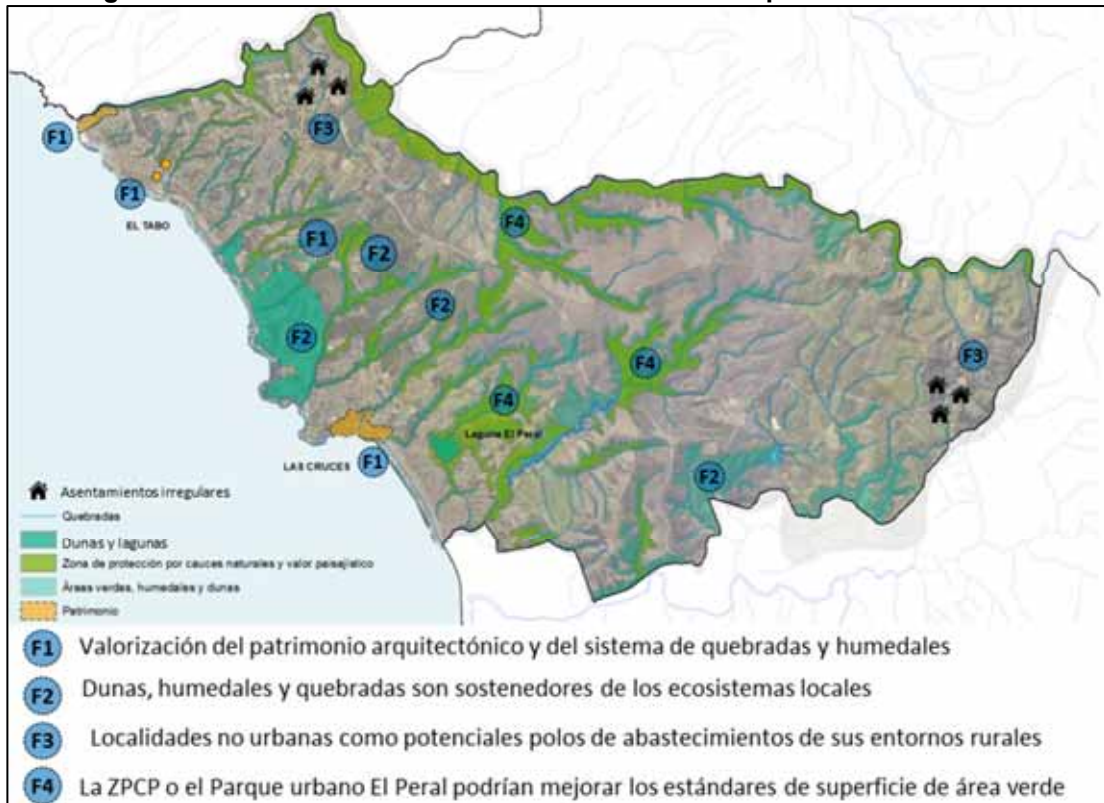 F1
F3
F1
EL TABO
F4
F1
F2
F2
F2
F4
F3
F4
Laguna El Peral
LAS CRUCES
F1
F2
Asentamientos irregulares
Quebradas
Dunas y lagunas
Zona de protección por cauces naturales y valor paisajístico
Áreas verdes, humedales y dunas
Patrimonio
F1 Valorización del patrimonio arquitectónico y del sistema de quebradas y humedales
F2 Dunas, humedales y quebradas son sostenedores de los ecosistemas locales
F3 Localidades no urbanas como potenciales polos de abastecimientos de sus entornos rurales
F4 La ZPCP o el Parque urbano El Peral podrían mejorar los estándares de superficie de área verde